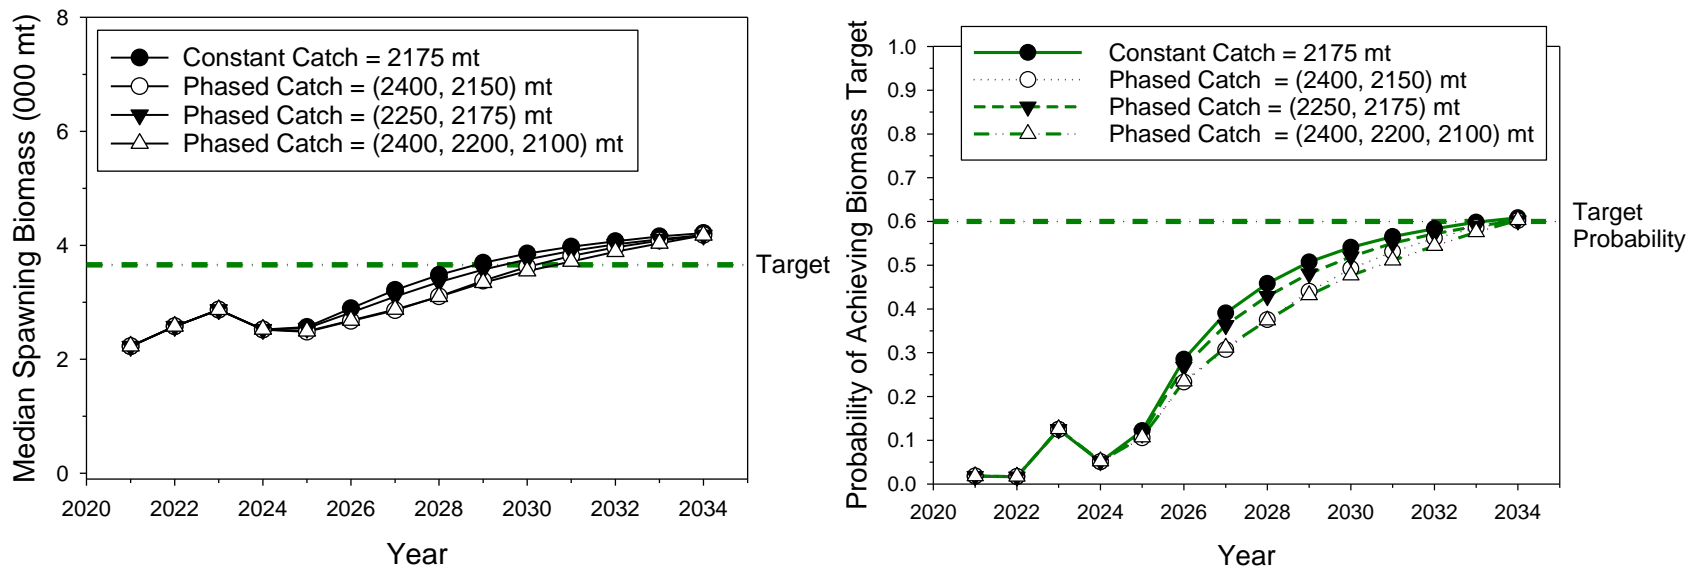 Median Spawning Biomass (000 mt)
8
6
4
2
0
Constant Catch = 2175 mt
Phased Catch = (2400, 2150) mt
Phased Catch = (2250, 2175) mt
Phased Catch = (2400, 2200, 2100) mt
Target
2020 2022 2024 2026 2028 2030 2032 2034
Year
Probability of Achieving Biomass Target
1.0
0.9
0.8
0.7
0.6
0.5
0.4
0.3
0.2
0.1
0.0
Constant Catch = 2175 mt
Phased Catch = (2400, 2150) mt
Phased Catch = (2250, 2175) mt
Phased Catch = (2400, 2200, 2100) mt
Target
Probability
2020 2022 2024 2026 2028 2030 2032 2034
Year